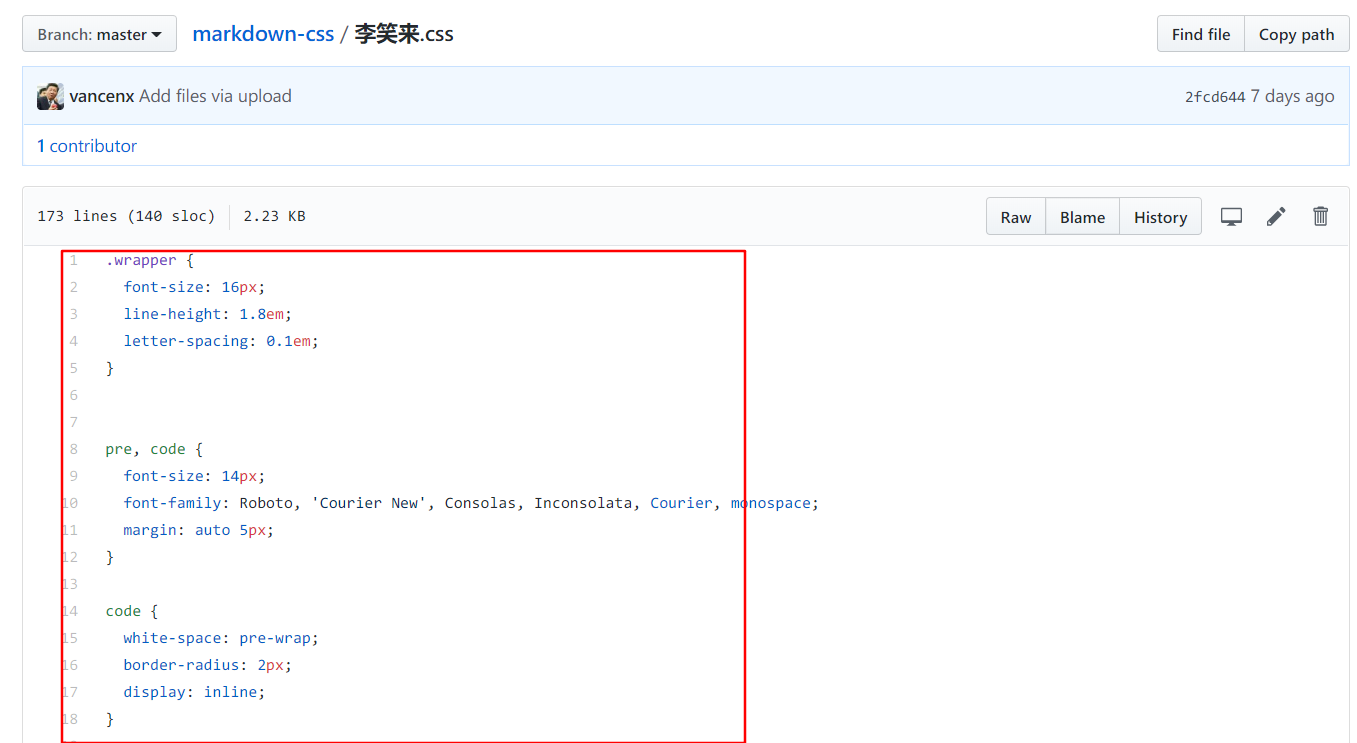 Branch: master markdown-css / 李笑来.css Find file Copy path
vancenx Add files via upload 2fcd644 7 days ago
1 contributor
173 lines (140 sloc) 2.23 KB Raw Blame History
1 .wrapper {
2 font-size: 16px;
3 line-height: 1.8em;
4 letter-spacing: 0.1em;
5 }
6
7
8 pre, code {
9 font-size: 14px;
10 font-family: Roboto, 'Courier New', Consolas, Inconsolata, Courier, monospace;
11 margin: auto 5px;
12 }
13
14 code {
15 white-space: pre-wrap;
16 border-radius: 2px;
17 display: inline;
18 }